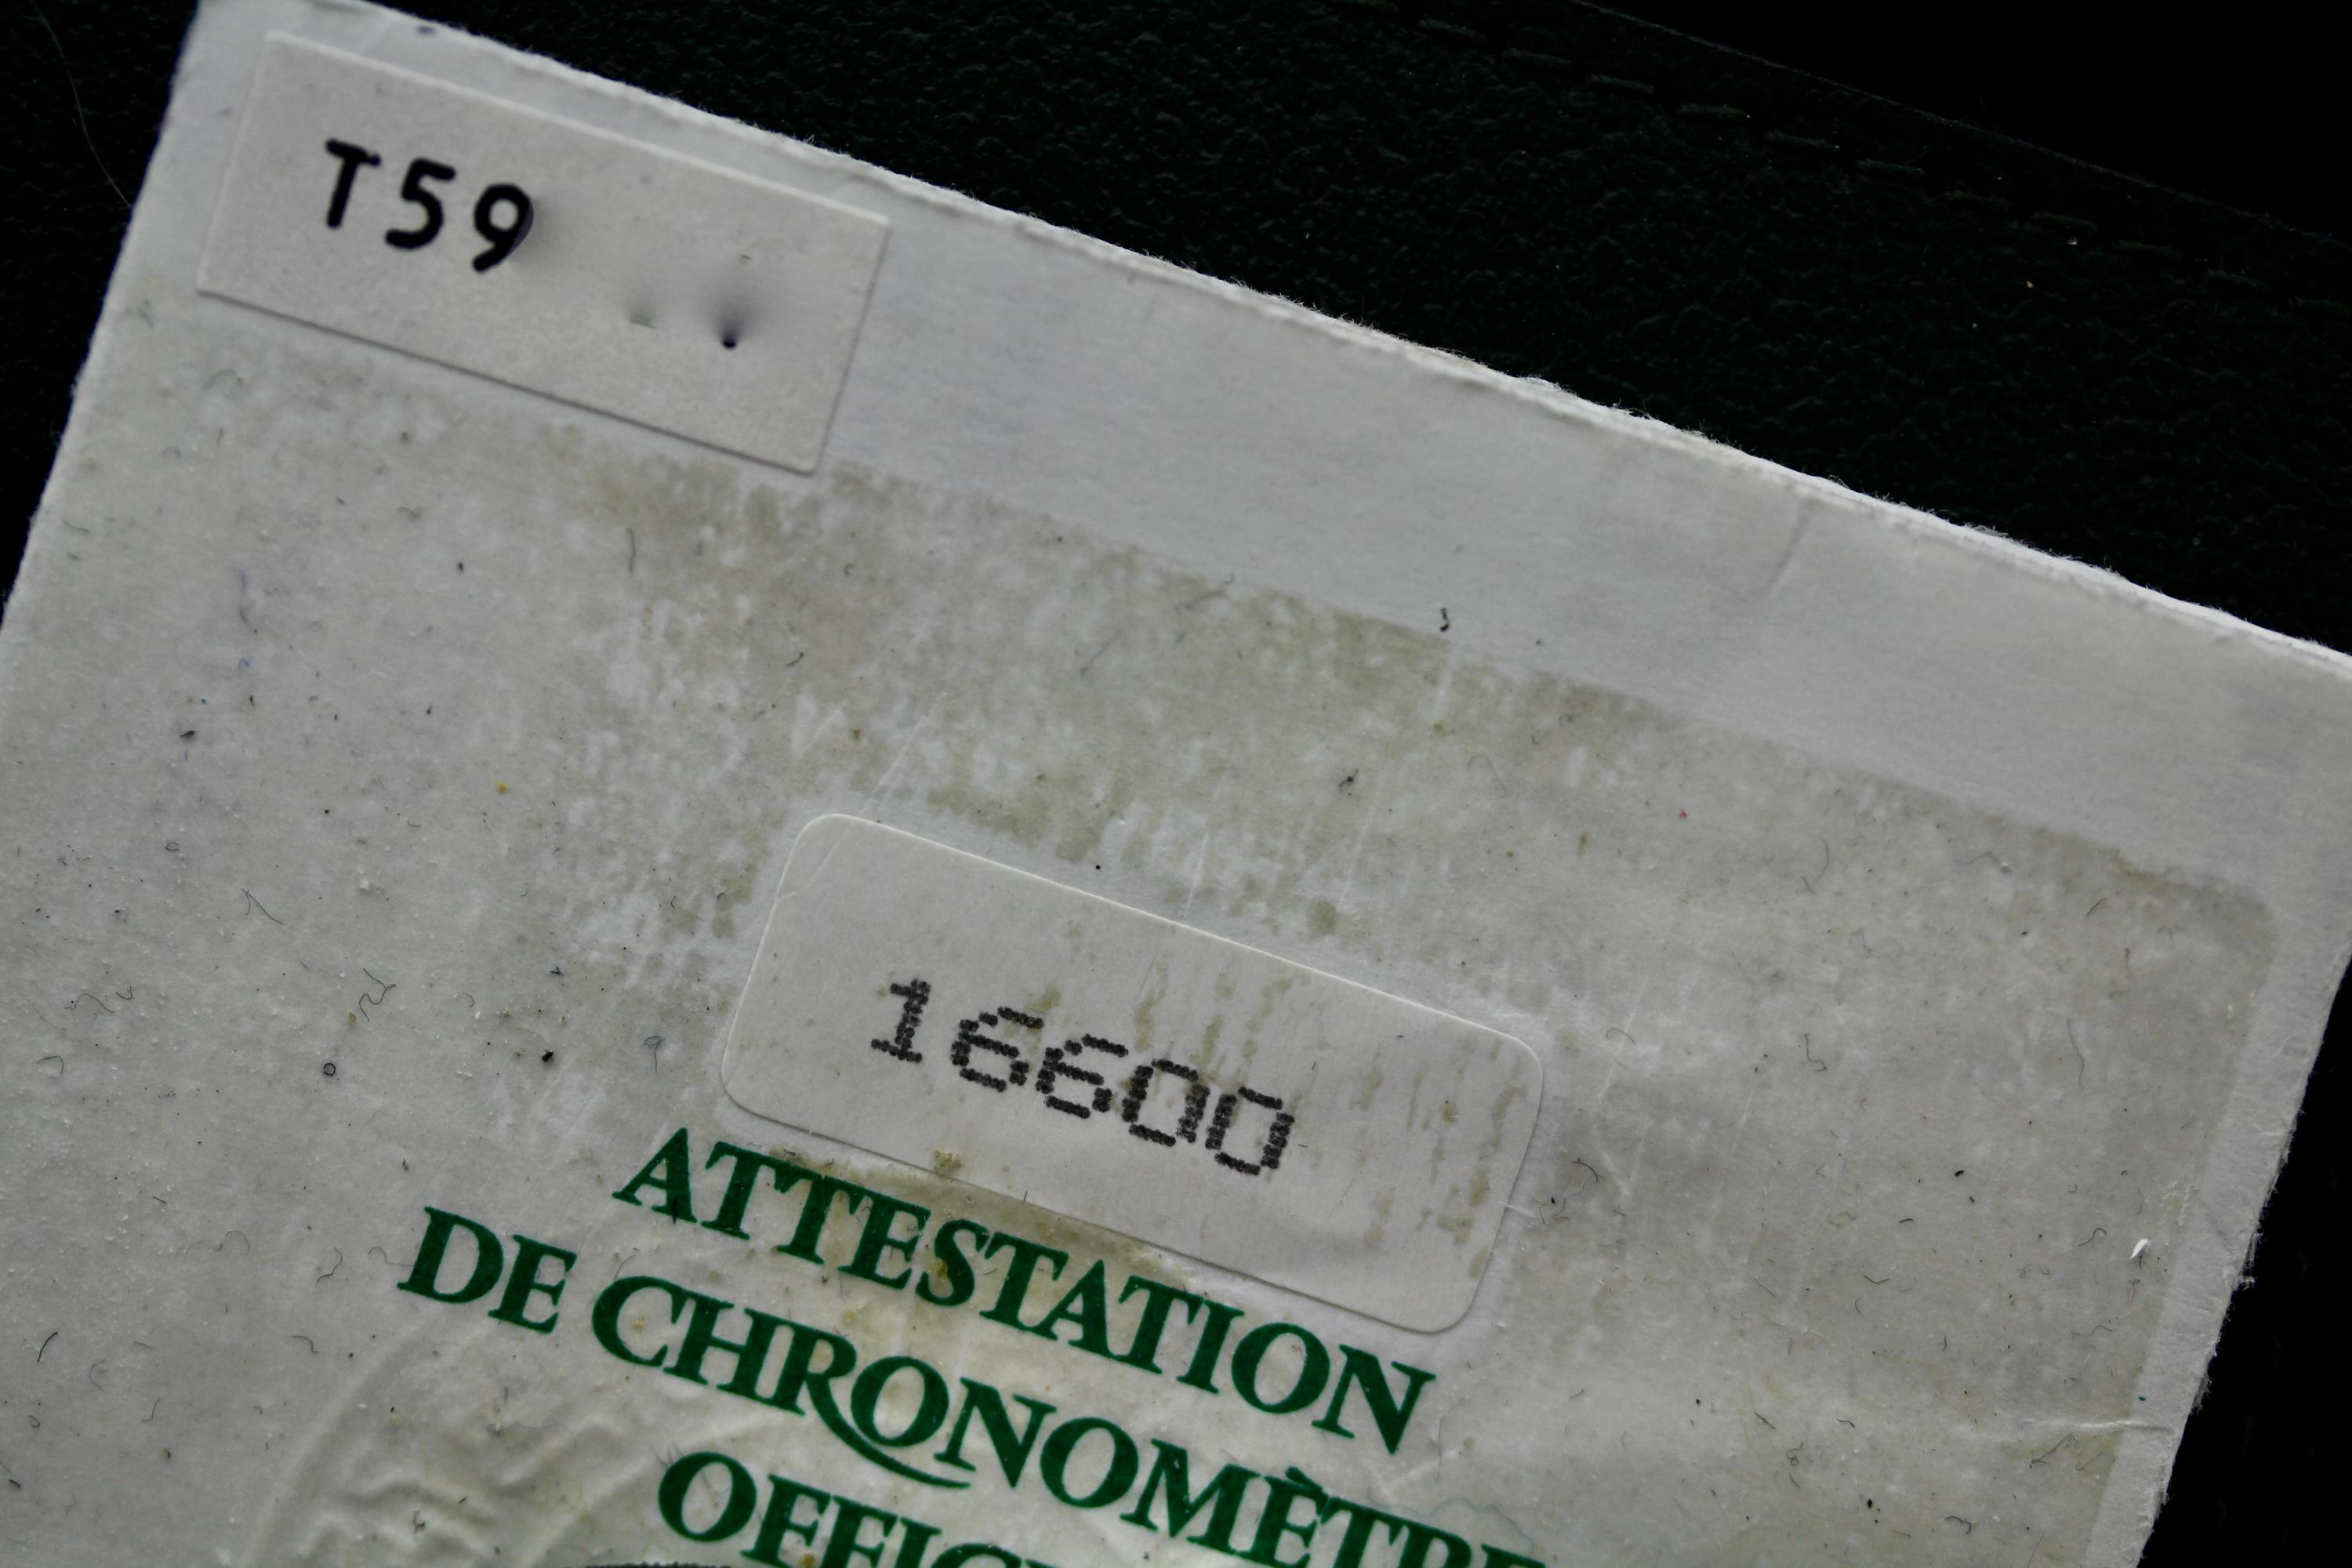 T59
16600
ATTESTATION
DE CHRONOMÈTRE